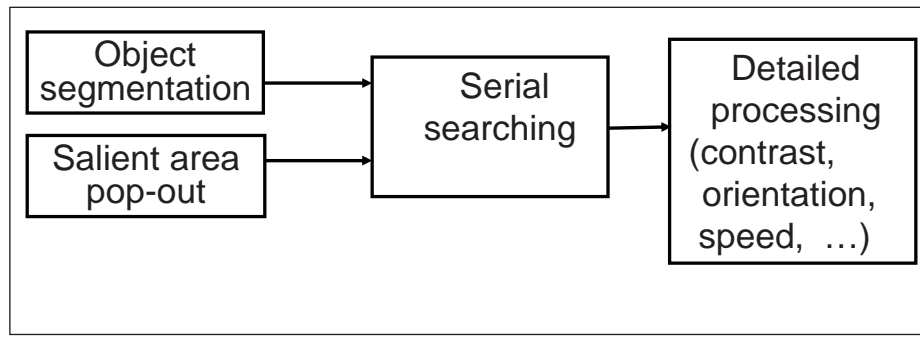 Object
segmentation
Salient area
pop-out
Serial
searching
Detailed
processing
(contrast,
orientation,
speed, …)